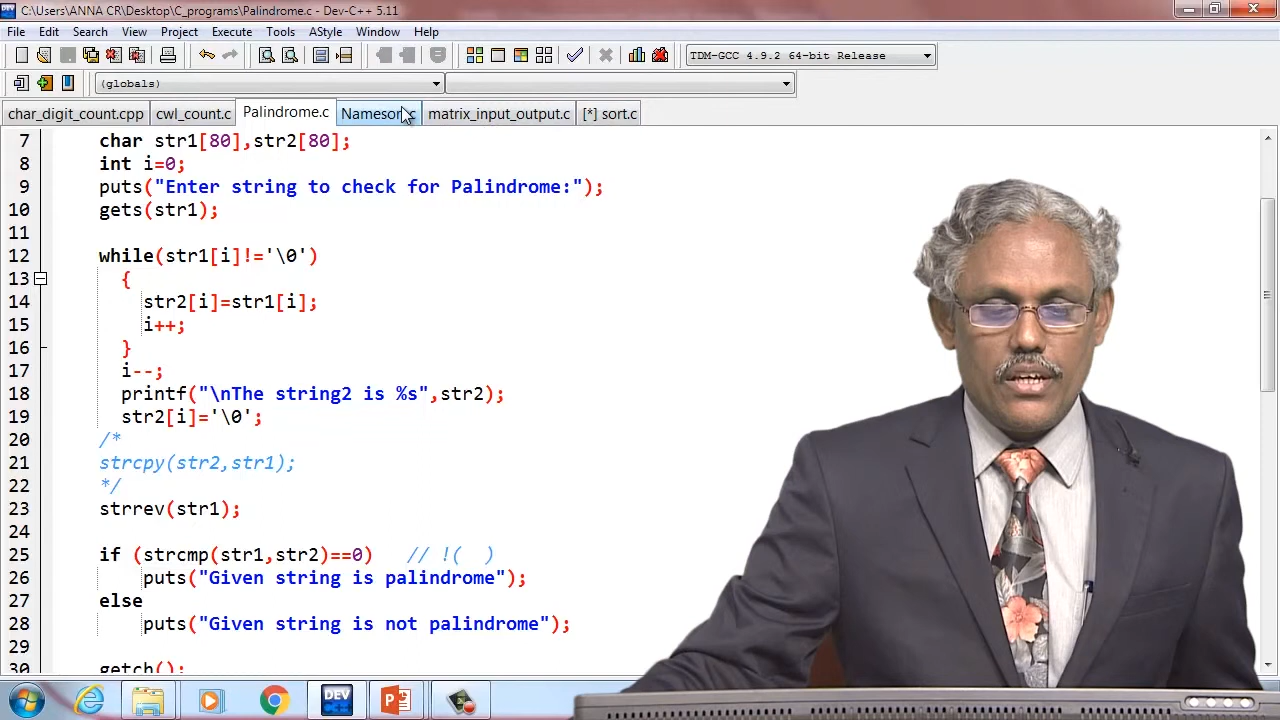 C:\Users\ANNA CR\Desktop\C_programs\Palindrome.c - Dev-C++ 5.11
File Edit Search View Project Execute Tools AStyle Window Help
TDM-GCC 4.9.2 64-bit Release
(globals)
char_digit_count.cpp cwl_count.c Palindrome.c matrix_input_output.c [*] sort.c
7 char str1[80],str2[80];
8 int i=0;
9 puts("Enter string to check for Palindrome:");
10 gets(str1);
11
12 while(str1[i]!='\0')
13 {
14 str2[i]=str1[i];
15 i++;
16 }
17 i--;
18 printf("\nThe string2 is %s",str2);
19 str2[i]='\0';
20 /*
21 strcpy(str2,str1);
22 */
23 strrev(str1);
24
25 if (strcmp(str1,str2)==0) // !( )
26 puts("Given string is palindrome");
27 else
28 puts("Given string is not palindrome");
29
30 getch();
DEV C++